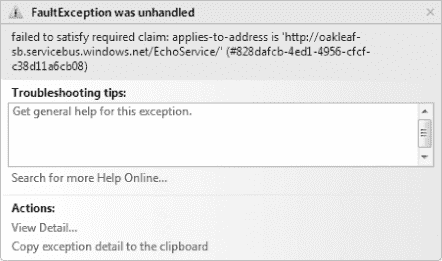 FaultException was unhandled
failed to satisfy required claim: applies-to-address is 'http://oakleaf-
sb.servicebus.windows.net/EchoService/' (#828dafcb-4ed1-4956-cfcf-
c38d11a6cb08)
Troubleshooting tips:
Get general help for this exception.
Search for more Help Online...
Actions:
View Detail...
Copy exception detail to the clipboard